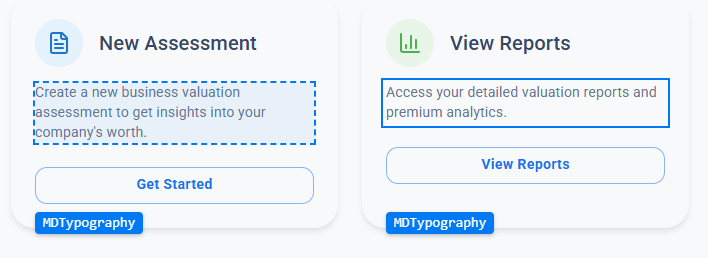 New Assessment
Create a new business valuation
assessment to get insights into your
company's worth.
Get Started
MDTypography
View Reports
Access your detailed valuation reports and
premium analytics.
View Reports
MDTypography